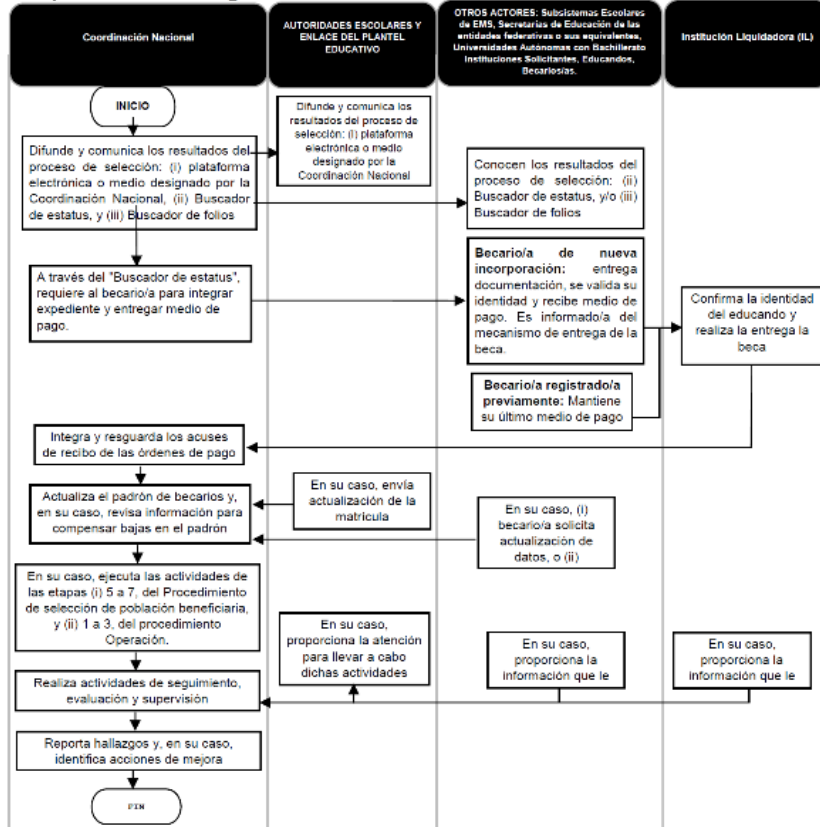 Coordinación Nacional
AUTORIDADES ESCOLARES Y
ENLACE DEL PLANTEL
EDUCATIVO
OTROS ACTORES: Subsistemas Escolares
de EMS, Secretarias de Educación de las
entidades federativas o sus equivalentes,
Universidades Autónomas con Bachillerato
Instituciones Solicitantes, Educandos,
Becarios/as.
Institución Liquidadora (IL)
INICIO
Difunde y comunica los resultados del
proceso de selección: (i) plataforma
electrónica o medio designado por la
Coordinación Nacional, (ii) Buscador
de estatus, y (iii) Buscador de folios
Difunde y comunica los
resultados del proceso de
selección: (i) plataforma
electrónica o medio
designado por la
Coordinación Nacional
Conocen los resultados del
proceso de selección: (ii)
Buscador de estatus, y/o (iii)
Buscador de folios
A través del "Buscador de estatus",
requiere al becario/a para integrar
expediente y entregar medio de
pago.
Becario/a de nueva
incorporación: entrega
documentación, se valida su
identidad y recibe medio de
pago. Es informado/a del
mecanismo de entrega de la
beca.
Confirma la identidad
del educando y
realiza la entrega la
beca
Becario/a registrado/a
previamente: Mantiene
su último medio de pago
Integra y resguarda los acuses
de recibo de las órdenes de pago
Actualiza el padrón de becarios y,
en su caso, revisa información para
compensar bajas en el padrón
En su caso, envía
actualización de la
matrícula
En su caso, (i)
becario/a solicita
actualización de
datos, o (ii)
En su caso, ejecuta las actividades de
las etapas (i) 5 a 7, del Procedimiento
de selección de población beneficiaria,
y (ii) 1 a 3, del procedimiento
Operación.
En su caso,
proporciona la atención
para llevar a cabo
dichas actividades
En su caso,
proporciona la
información que le
En su caso,
proporciona la
información que le
Realiza actividades de seguimiento,
evaluación y supervisión
Reporta hallazgos y, en su caso,
identifica acciones de mejora
FIN